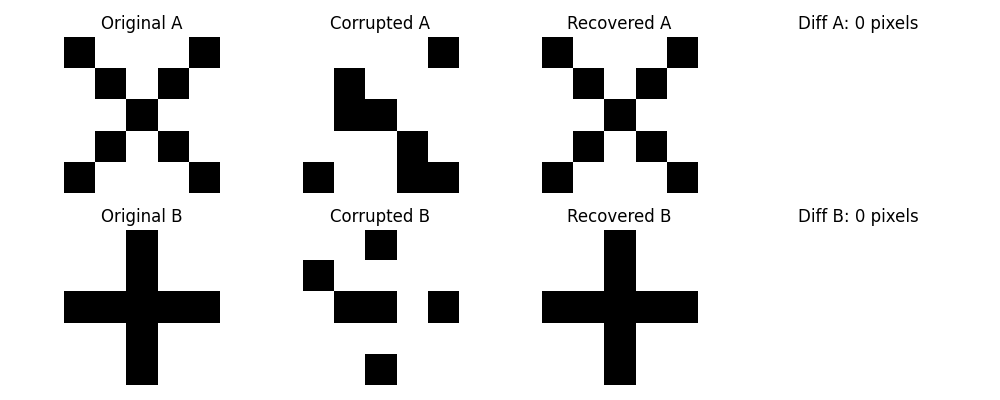 Original A
Corrupted A
Recovered A
Diff A: 0 pixels
Original B
Corrupted B
Recovered B
Diff B: 0 pixels